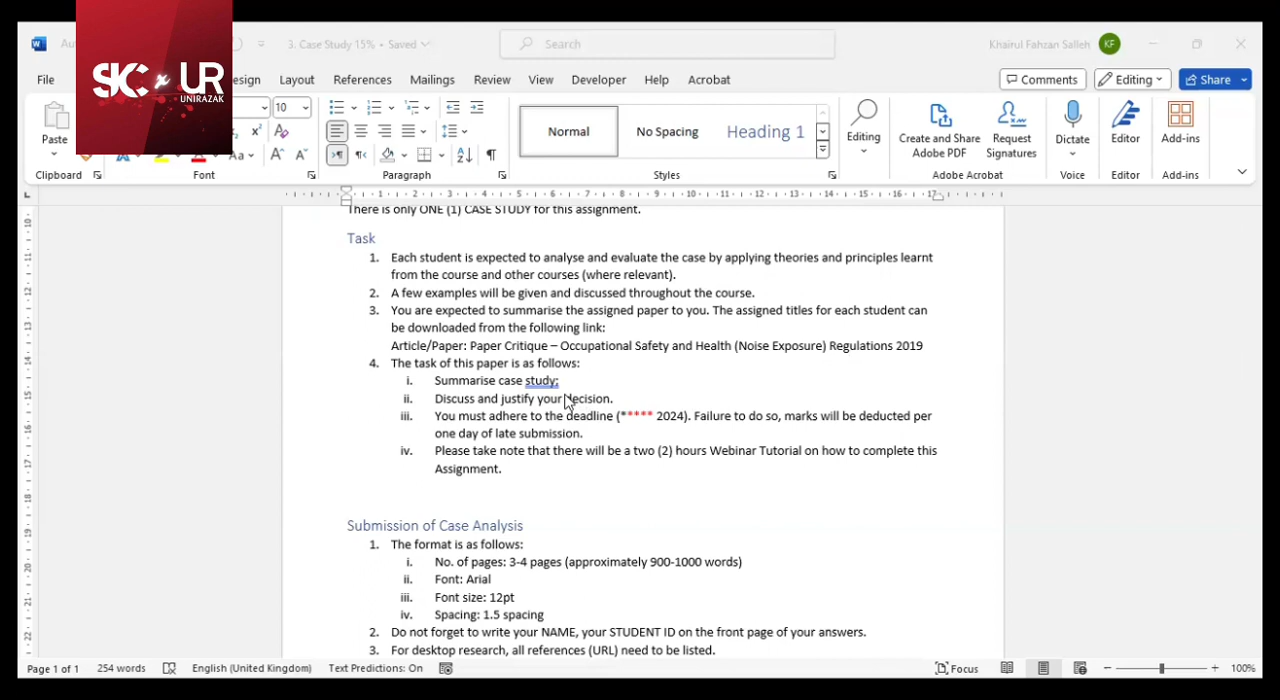 3. Case Study 15% • Saved
Search
Khairul Fahzan Salleh
KF
SKC x UR
UNIRAZAK
File
Layout
References
Mailings
Review
View
Developer
Help
Acrobat
Comments
Editing
Share
10
Paste
Aa
Normal
No Spacing
Heading 1
Editing
Create and Share
Adobe PDF
Request
Signatures
Dictate
Editor
Add-ins
Clipboard
Font
Paragraph
Styles
Adobe Acrobat
Voice
Editor
Add-ins
There is only ONE (1) CASE STUDY for this assignment.
Task
1. Each student is expected to analyse and evaluate the case by applying theories and principles learnt
from the course and other courses (where relevant).
2. A few examples will be given and discussed throughout the course.
3. You are expected to summarise the assigned paper to you. The assigned titles for each student can
be downloaded from the following link:
Article/Paper: Paper Critique – Occupational Safety and Health (Noise Exposure) Regulations 2019
4. The task of this paper is as follows:
i. Summarise case study;
ii. Discuss and justify your decision.
iii. You must adhere to the deadline (***** 2024). Failure to do so, marks will be deducted per
one day of late submission.
iv. Please take note that there will be a two (2) hours Webinar Tutorial on how to complete this
Assignment.
Submission of Case Analysis
1. The format is as follows:
i. No. of pages: 3-4 pages (approximately 900-1000 words)
ii. Font: Arial
iii. Font size: 12pt
iv. Spacing: 1.5 spacing
2. Do not forget to write your NAME, your STUDENT ID on the front page of your answers.
3. For desktop research, all references (URL) need to be listed.
Page 1 of 1
254 words
English (United Kingdom)
Text Predictions: On
Focus
100%